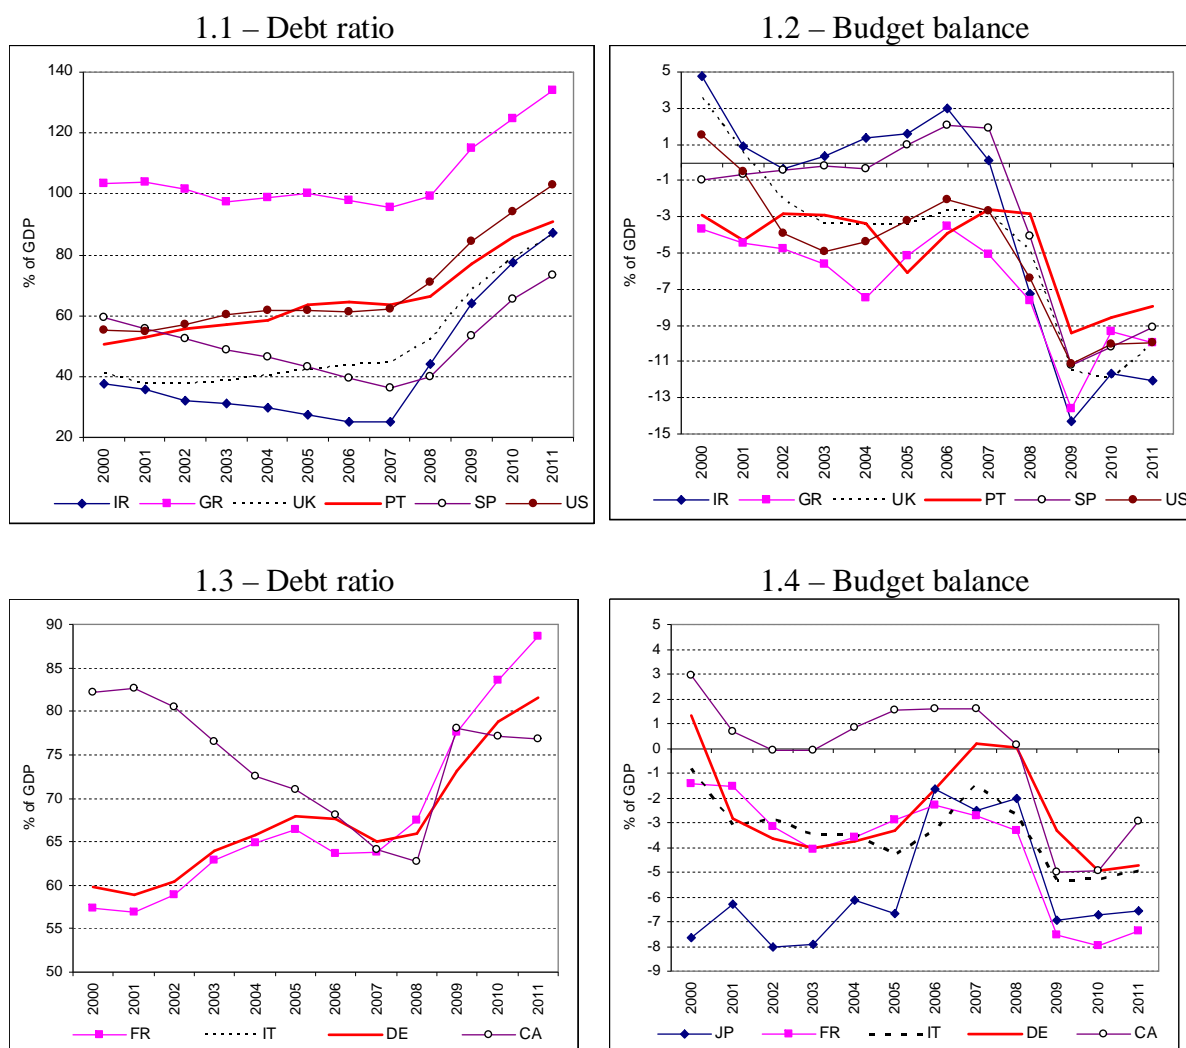 1.1 – Debt ratio
% of GDP
140
120
100
80
60
40
20
2000 2001 2002 2003 2004 2005 2006 2007 2008 2009 2010 2011
IR GR UK PT SP US
1.2 – Budget balance
% of GDP
5
3
1
-1
-3
-5
-7
-9
-11
-13
-15
2000 2001 2002 2003 2004 2005 2006 2007 2008 2009 2010 2011
IR GR UK PT SP US
1.3 – Debt ratio
% of GDP
90
85
80
75
70
65
60
55
50
2000 2001 2002 2003 2004 2005 2006 2007 2008 2009 2010 2011
FR IT DE CA
1.4 – Budget balance
% of GDP
5
4
3
2
1
0
-1
-2
-3
-4
-5
-6
-7
-8
-9
2000 2001 2002 2003 2004 2005 2006 2007 2008 2009 2010 2011
JP FR IT DE CA